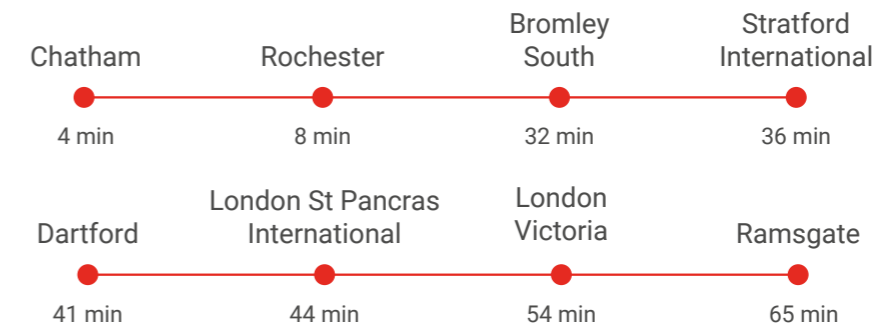 Chatham
Rochester
Bromley
South
Stratford
International
4 min
8 min
32 min
36 min
Dartford
London St Pancras
International
London
Victoria
Ramsgate
41 min
44 min
54 min
65 min